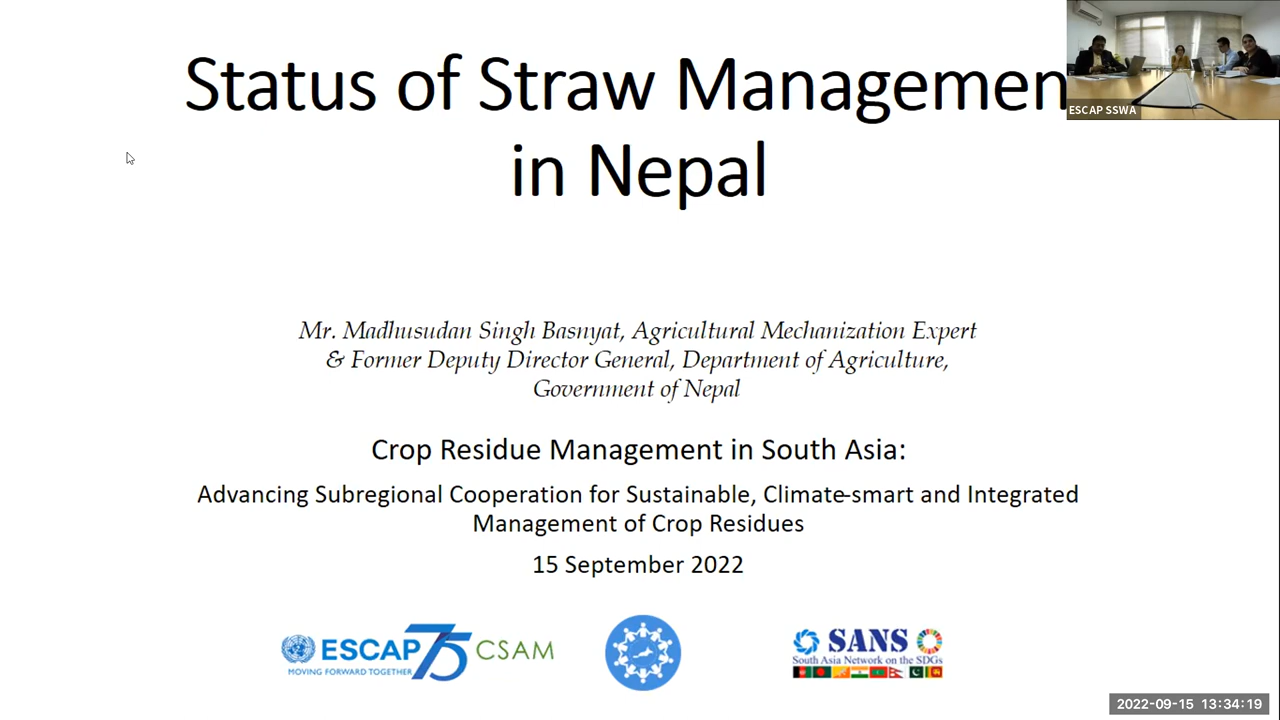 Status of Straw Managemen
in Nepal
ESCAP SSWA
Mr. Madhusudan Singh Basnyat, Agricultural Mechanization Expert
& Former Deputy Director General, Department of Agriculture,
Government of Nepal
Crop Residue Management in South Asia:
Advancing Subregional Cooperation for Sustainable, Climate-smart and Integrated
Management of Crop Residues
15 September 2022
ESCAP 75 CSAM
MOVING FORWARD TOGETHER
SANS
South Asia Network on the SDGs
2022-09-15 13:34:19